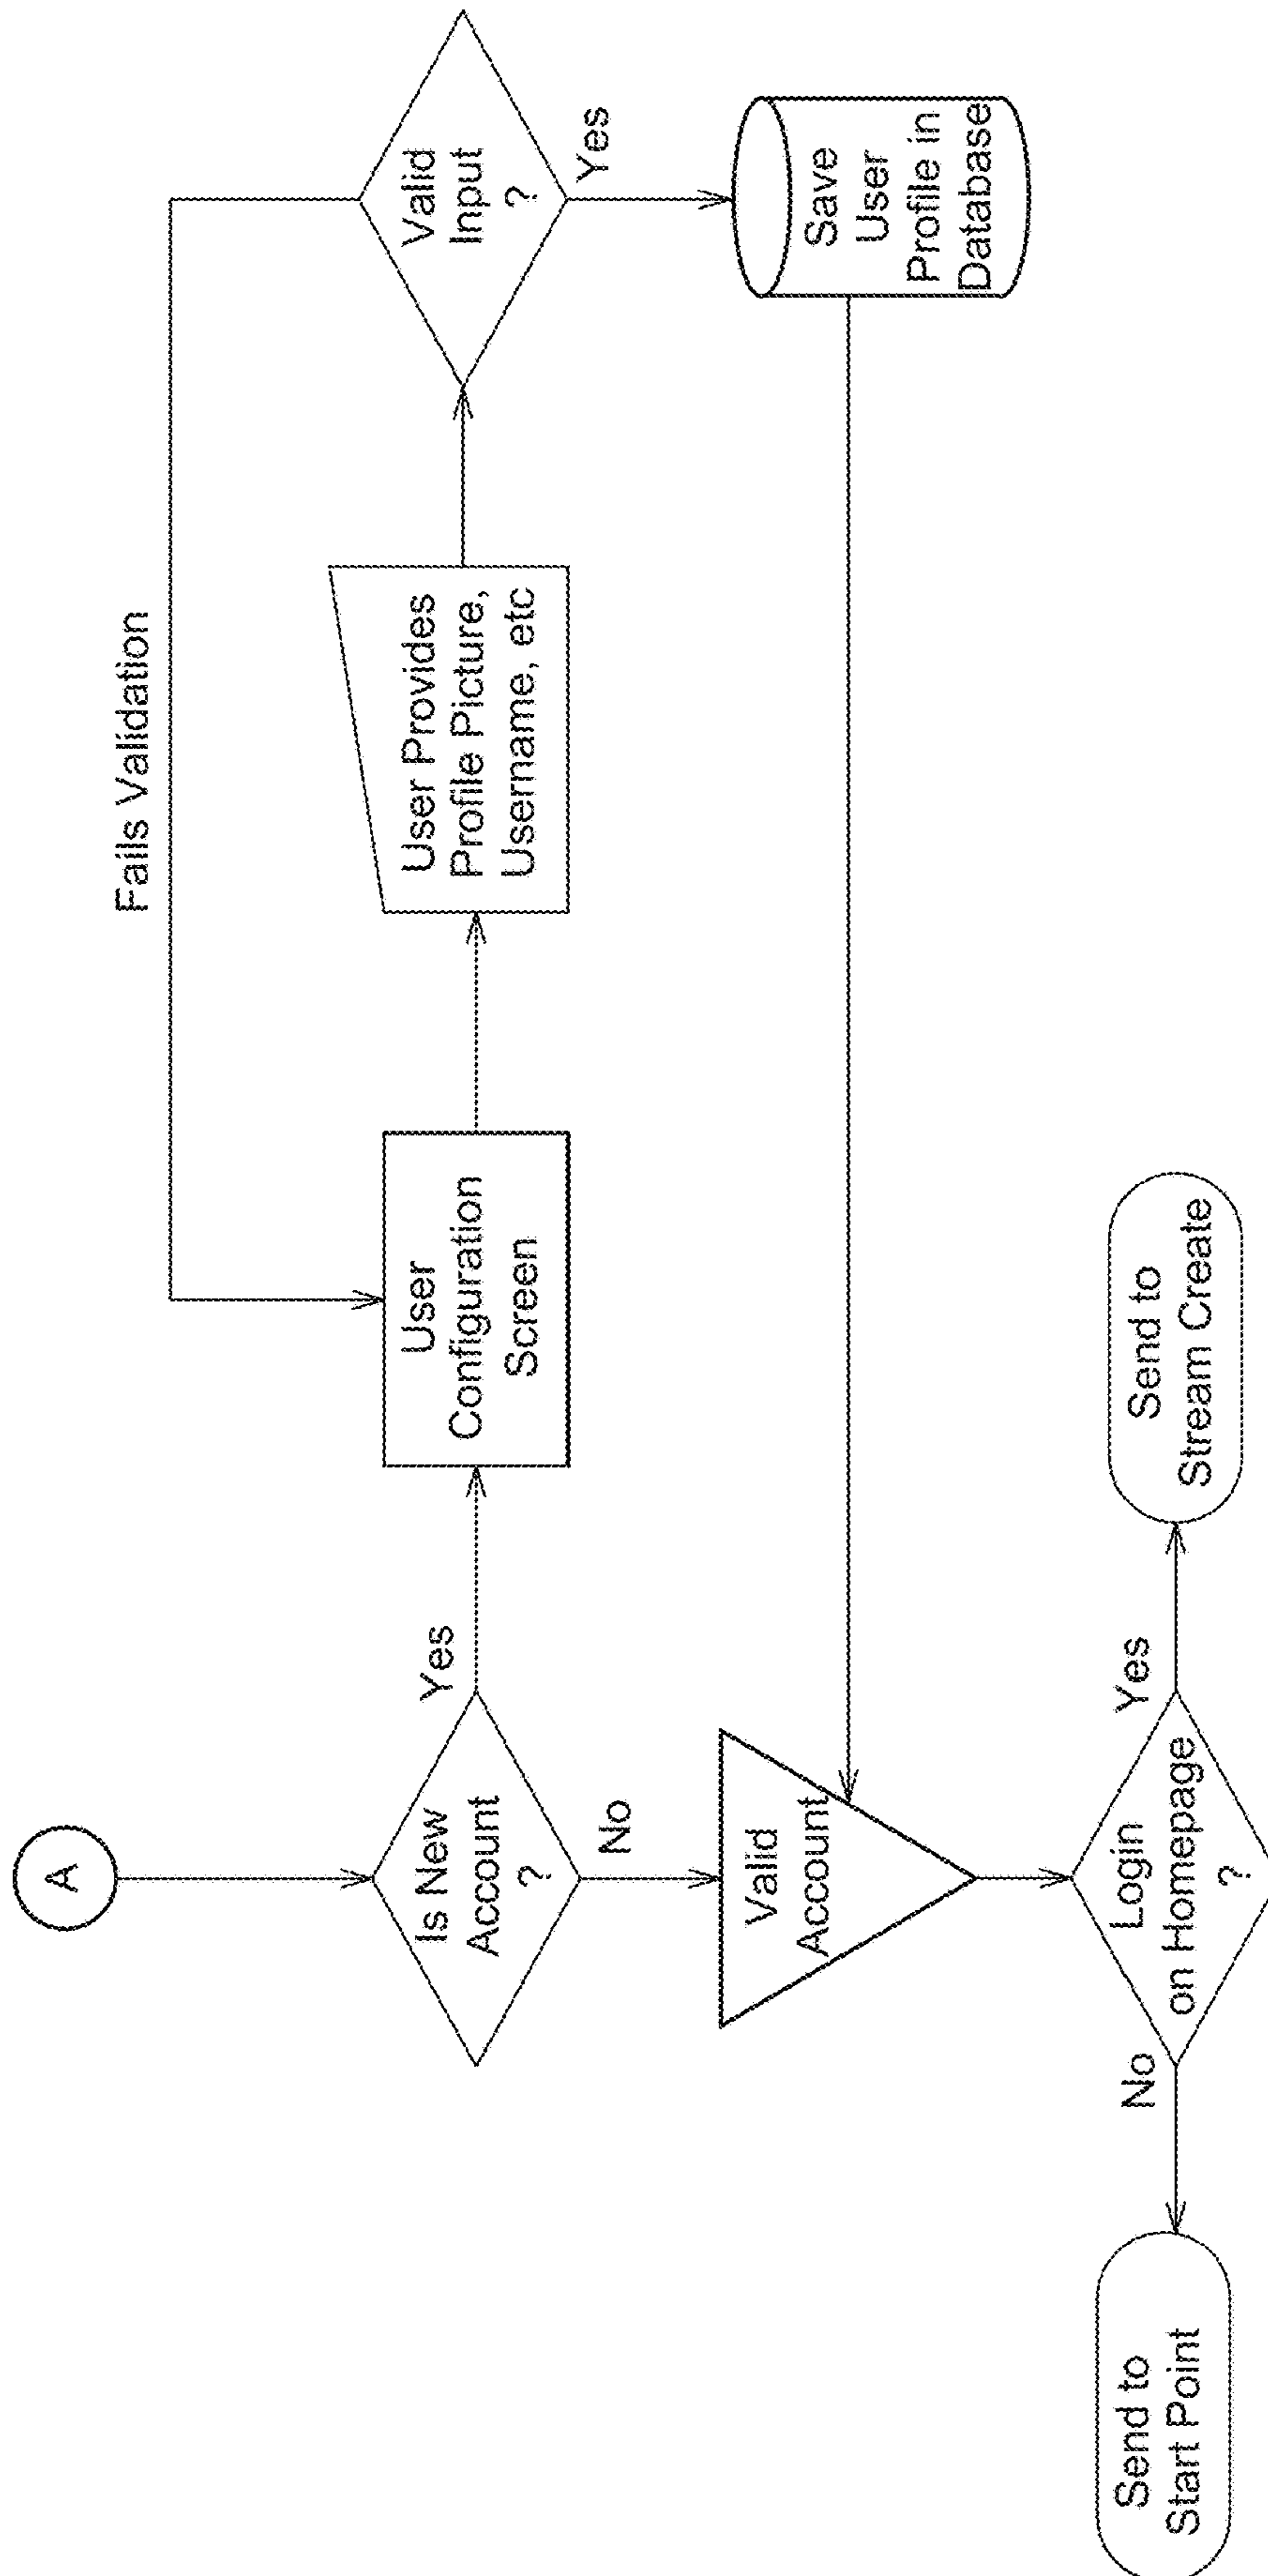 A
Is New
Account
?
Yes
No
User
Configuration
Screen
User Provides
Profile Picture,
Username, etc
Valid
Input
?
Yes
Fails Validation
Save
User
Profile in
Database
Valid
Account
Login
on Homepage
?
No
Yes
Send to
Start Point
Send to
Stream Create